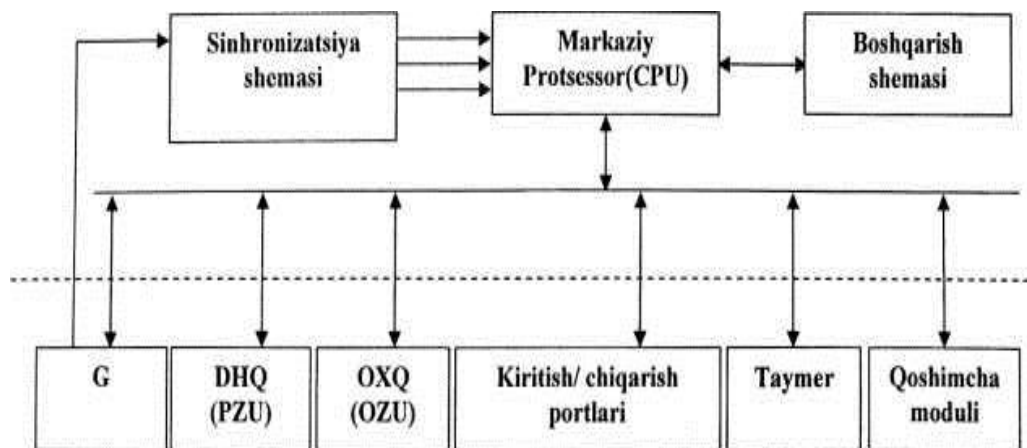 Sinhronizatsiya
shemasi
Markaziy
Protsessor(CPU)
Boshqarish
shemasi
G
DHQ
(PZU)
OXQ
(OZU)
Kiritish/ chiqarish
portlari
Taymer
Qoshimcha
moduli